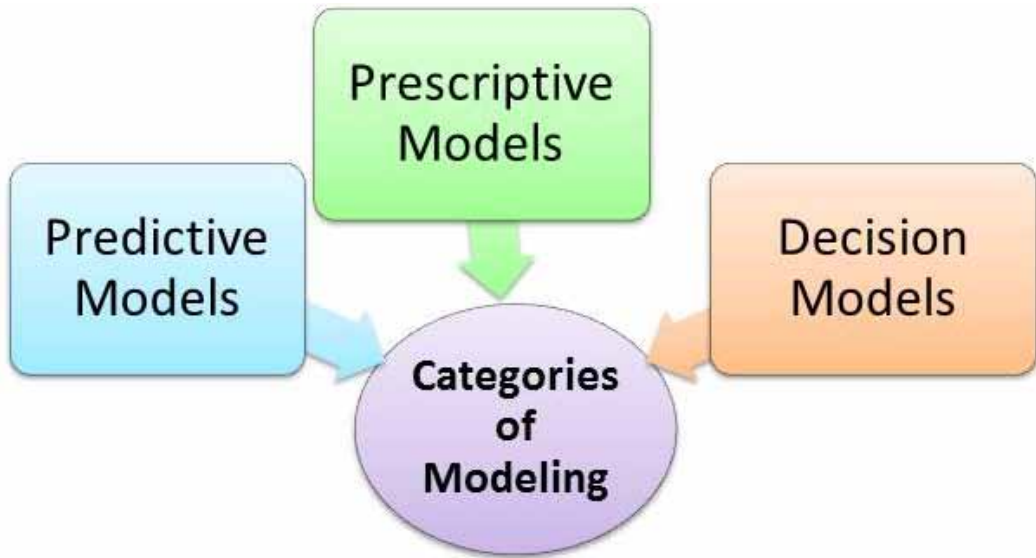 Prescriptive
Models
Predictive
Models
Decision
Models
Categories
of
Modeling